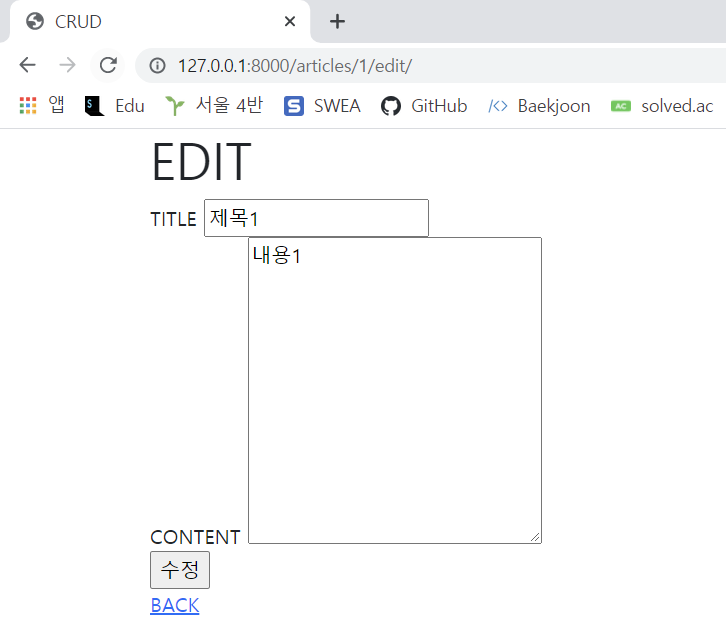 CRUD
127.0.0.1:8000/articles/1/edit/
앱 Edu 서울 4반 S SWEA GitHub </> Baekjoon AC solved.ac
EDIT
TITLE 제목1
내용1
CONTENT
수정
BACK